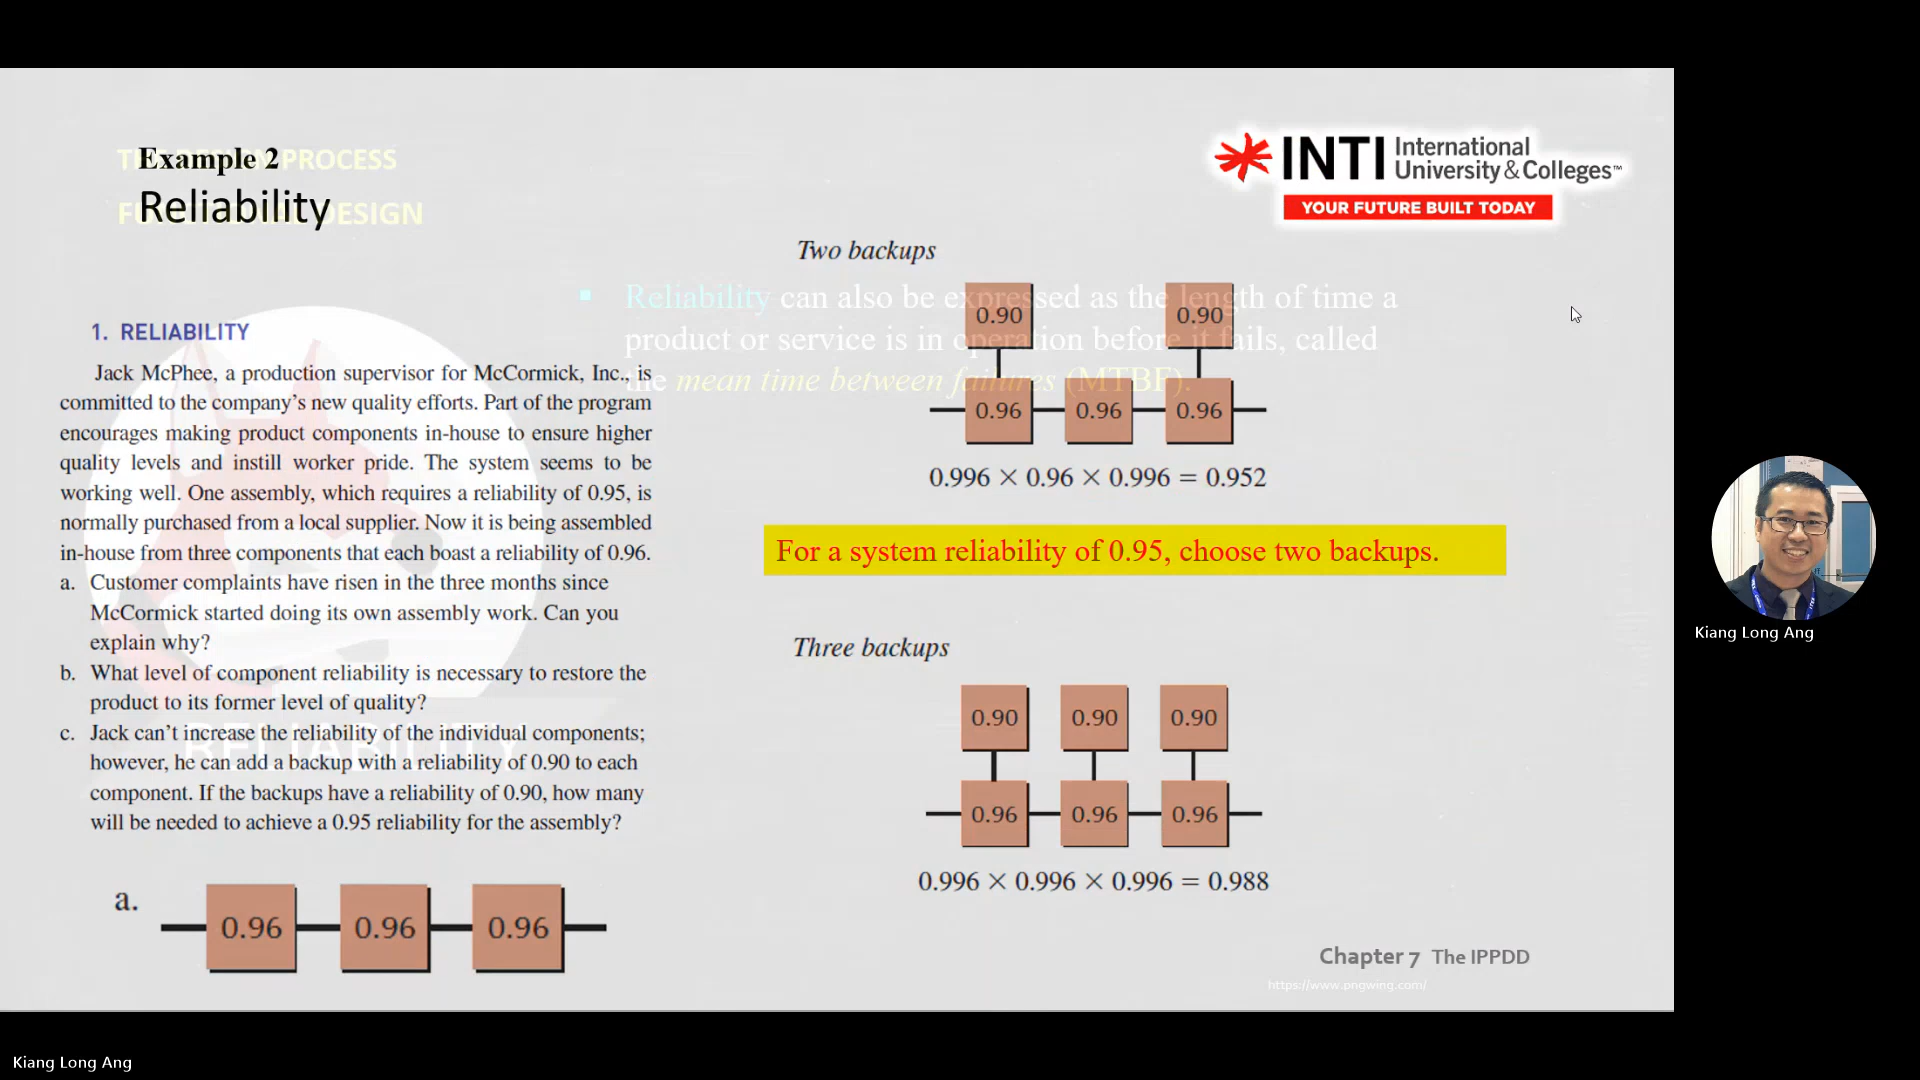 Example 2
THE DESIGN PROCESS
Reliability
FUNCTIONAL DESIGN
INTI International
University & Colleges™
YOUR FUTURE BUILT TODAY
1. RELIABILITY
Jack McPhee, a production supervisor for McCormick, Inc., is
committed to the company's new quality efforts. Part of the program
encourages making product components in-house to ensure higher
quality levels and instill worker pride. The system seems to be
working well. One assembly, which requires a reliability of 0.95, is
normally purchased from a local supplier. Now it is being assembled
in-house from three components that each boast a reliability of 0.96.
a. Customer complaints have risen in the three months since
McCormick started doing its own assembly work. Can you
explain why?
b. What level of component reliability is necessary to restore the
product to its former level of quality?
c. Jack can't increase the reliability of the individual components;
however, he can add a backup with a reliability of 0.90 to each
component. If the backups have a reliability of 0.90, how many
will be needed to achieve a 0.95 reliability for the assembly?
RELIABILITY
a.
0.96 0.96 0.96
Two backups
▪ Reliability can also be expressed as the length of time a
product or service is in operation before it fails, called
the mean time between failures (MTBF).
0.90 0.90
0.96 0.96 0.96
0.996 × 0.96 × 0.996 = 0.952
For a system reliability of 0.95, choose two backups.
Three backups
0.90 0.90 0.90
0.96 0.96 0.96
0.996 × 0.996 × 0.996 = 0.988
Chapter 7 The IPPDD
https://www.pngwing.com/
Kiang Long Ang
Kiang Long Ang